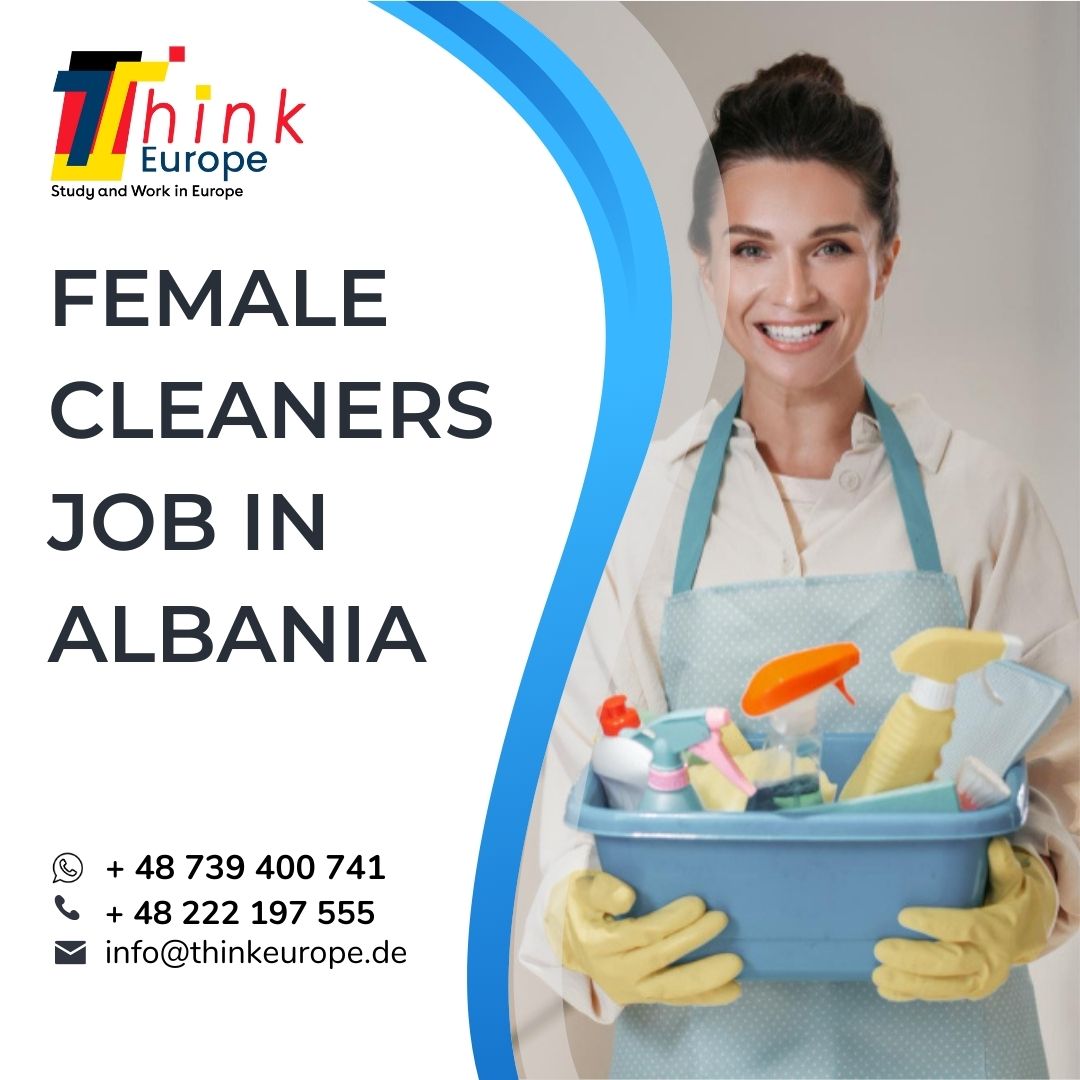 Think
Europe
Study and Work in Europe
FEMALE
CLEANERS
JOB IN
ALBANIA
+ 48 739 400 741
+ 48 222 197 555
info@thinkeurope.de